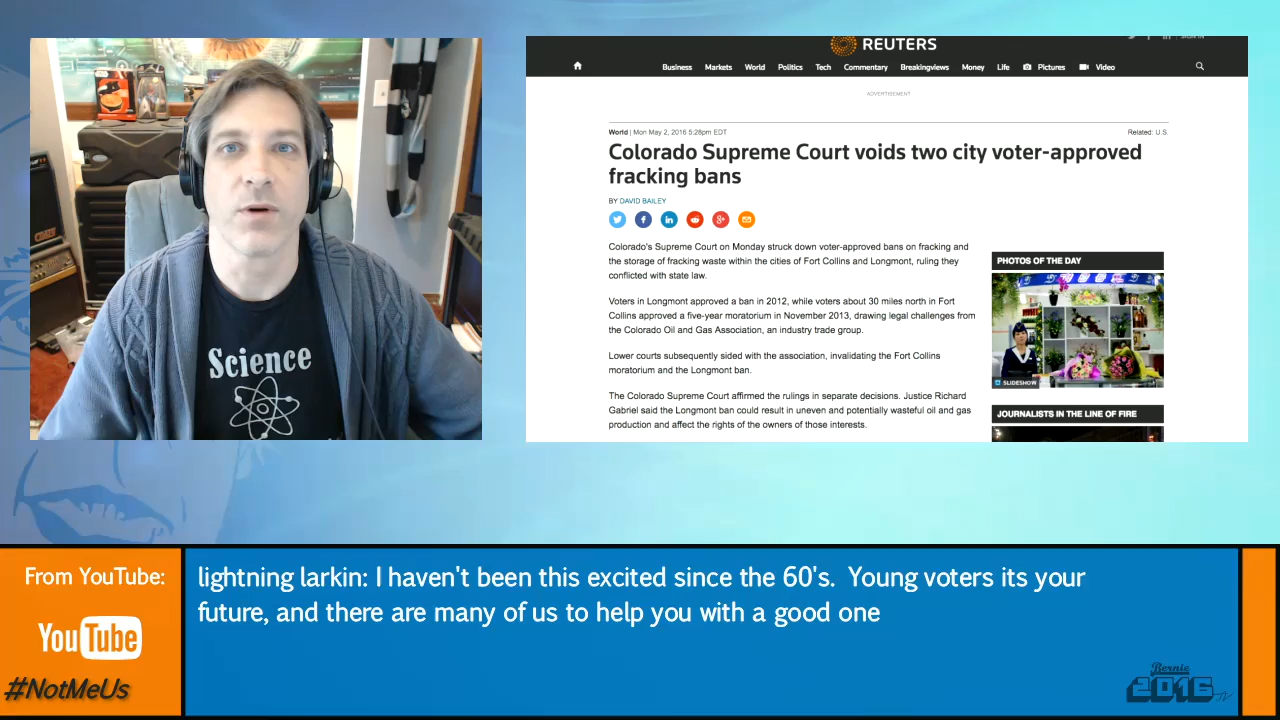 CRATE
Science
REUTERS
Business Markets World Politics Tech Commentary Breakingviews Money Life Pictures Video
ADVERTISEMENT
World | Mon May 2, 2016 5:28pm EDT
Related: U.S.
Colorado Supreme Court voids two city voter-approved
fracking bans
BY DAVID BAILEY
Colorado's Supreme Court on Monday struck down voter-approved bans on fracking and
the storage of fracking waste within the cities of Fort Collins and Longmont, ruling they
conflicted with state law.
Voters in Longmont approved a ban in 2012, while voters about 30 miles north in Fort
Collins approved a five-year moratorium in November 2013, drawing legal challenges from
the Colorado Oil and Gas Association, an industry trade group.
Lower courts subsequently sided with the association, invalidating the Fort Collins
moratorium and the Longmont ban.
The Colorado Supreme Court affirmed the rulings in separate decisions. Justice Richard
Gabriel said the Longmont ban could result in uneven and potentially wasteful oil and gas
production and affect the rights of the owners of those interests.
PHOTOS OF THE DAY
SLIDESHOW
JOURNALISTS IN THE LINE OF FIRE
From YouTube:
YouTube
#NotMeUs
lightning larkin: I haven't been this excited since the 60's. Young voters its your
future, and there are many of us to help you with a good one
Bernie
2016
TV